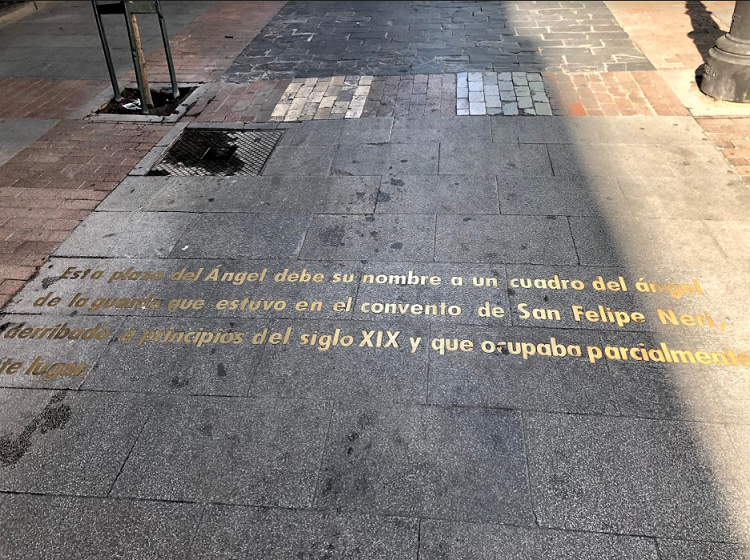 Esta plaza del Ángel debe su nombre a un cuadro del ángel
de la guarda que estuvo en el convento de San Felipe Neri,
derribado a principios del siglo XIX y que ocupaba parcialmente
este lugar